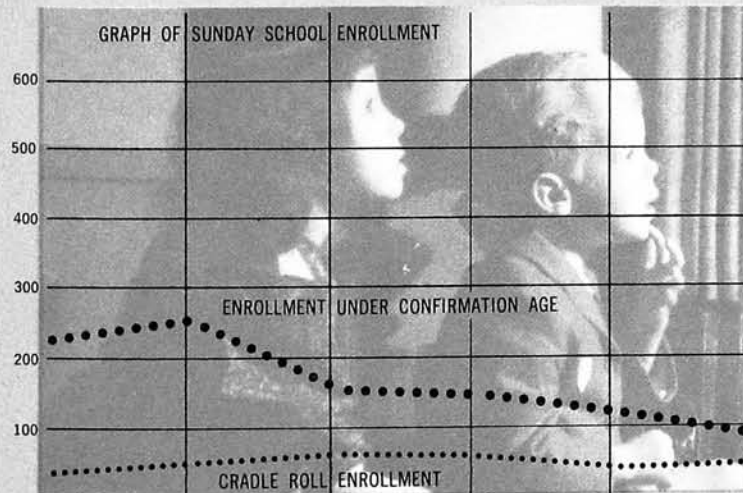 GRAPH OF SUNDAY SCHOOL ENROLLMENT
600
500
400
300
ENROLLMENT UNDER CONFIRMATION AGE
200
100
CRADLE ROLL ENROLLMENT